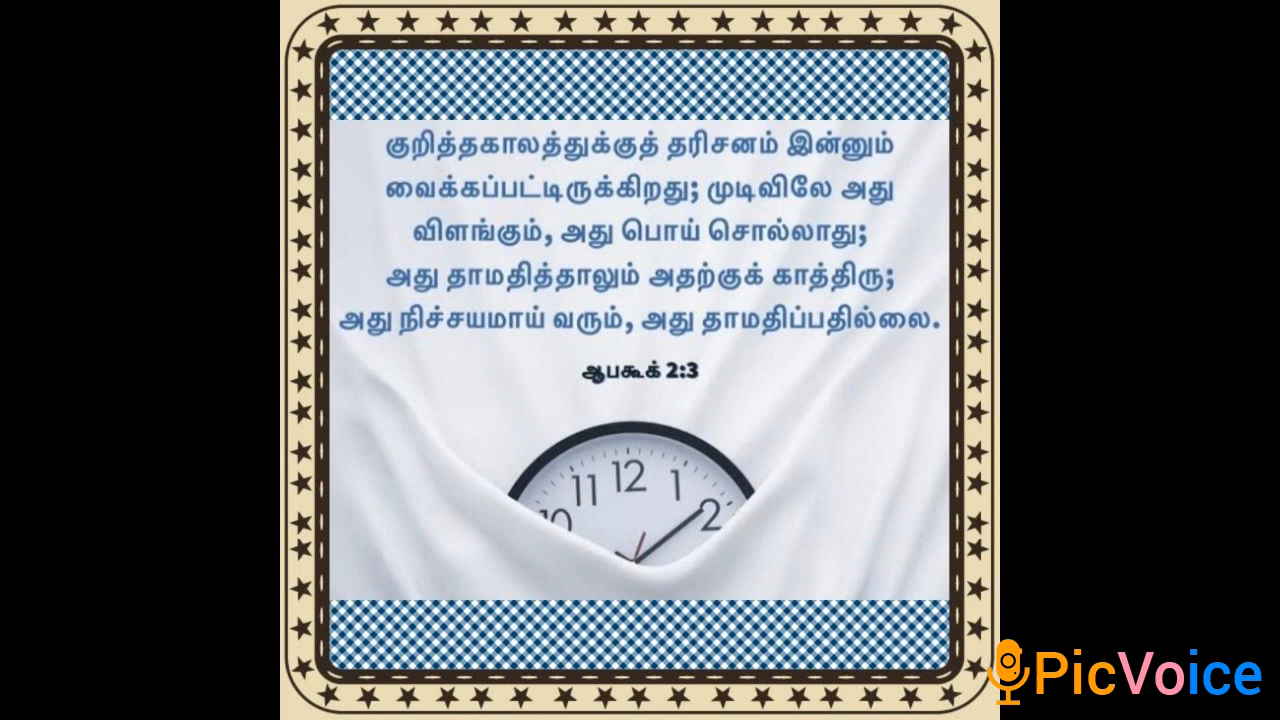 குறித்தகாலத்துக்குத் தரிசனம் இன்னும்
வைக்கப்பட்டிருக்கிறது; முடிவிலே அது
விளங்கும், அது பொய் சொல்லாது;
அது தாமதித்தாலும் அதற்குக் காத்திரு;
அது நிச்சயமாய் வரும், அது தாமதிப்பதில்லை.
ஆபகூக் 2:3
10 11 12 1 2
PicVoice